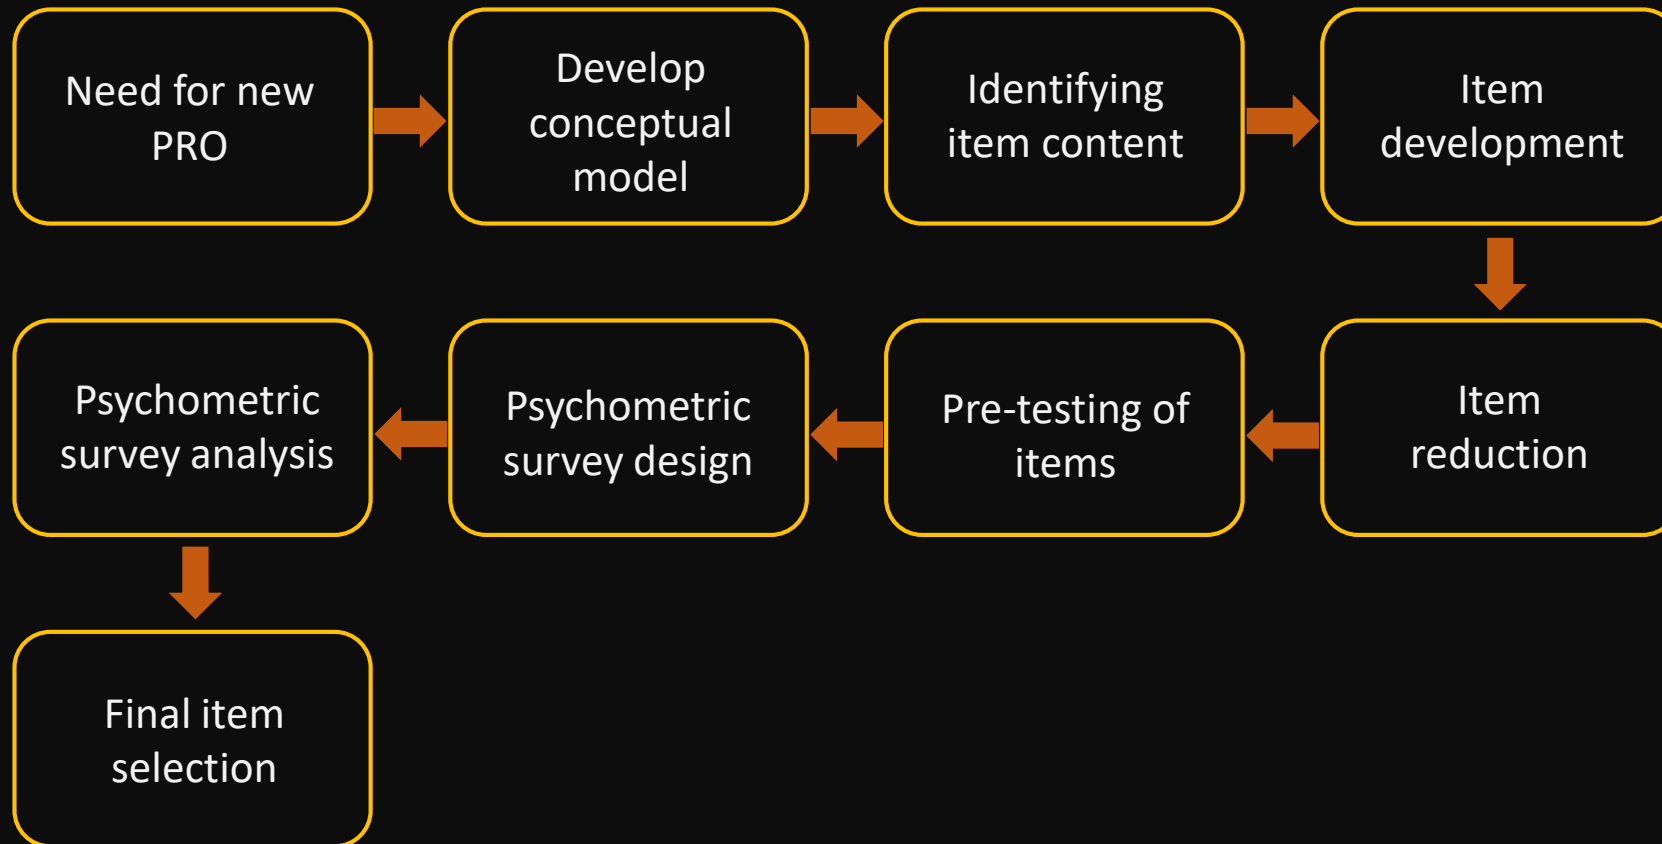 Need for new
PRO
Develop
conceptual
model
Identifying
item content
Item
development
Item
reduction
Pre-testing of
items
Psychometric
survey design
Psychometric
survey analysis
Final item
selection